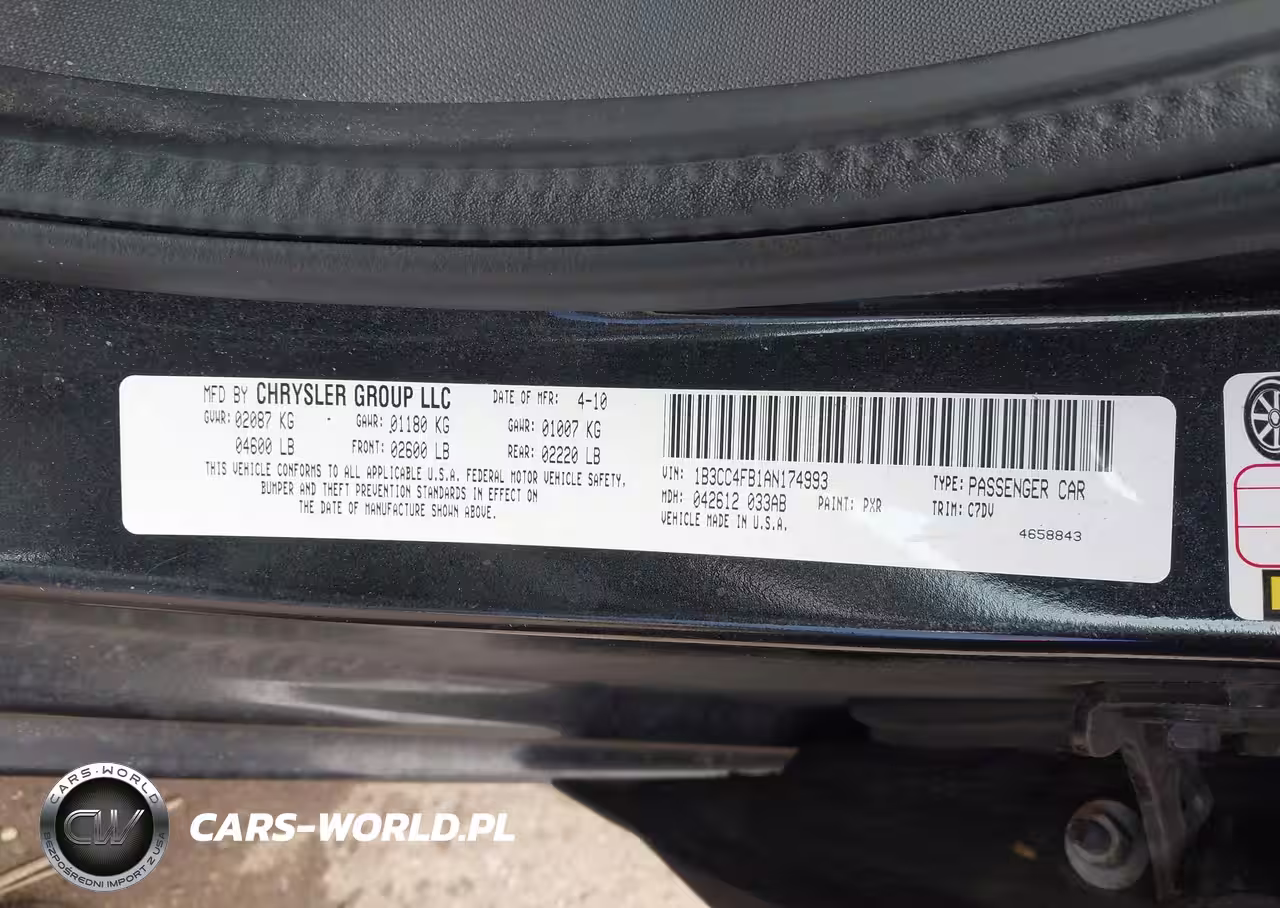 MFD BY CHRYSLER GROUP LLC DATE OF MFR: 4-10
GVWR: 02087 KG - GAWR: 01180 KG GAWR: 01007 KG
04600 LB FRONT: 02600 LB REAR: 02220 LB
THIS VEHICLE CONFORMS TO ALL APPLICABLE U.S.A. FEDERAL MOTOR VEHICLE SAFETY,
BUMPER AND THEFT PREVENTION STANDARDS IN EFFECT ON
THE DATE OF MANUFACTURE SHOWN ABOVE.
VIN: 1B3CC4FB1AN174993 TYPE: PASSENGER CAR
MDH: 042612 033AB PAINT: PXR TRIM: C7DV
VEHICLE MADE IN U.S.A. 4658843
CARS-WORLD
CW
BEZPOŚREDNI IMPORT Z USA
CARS-WORLD.PL